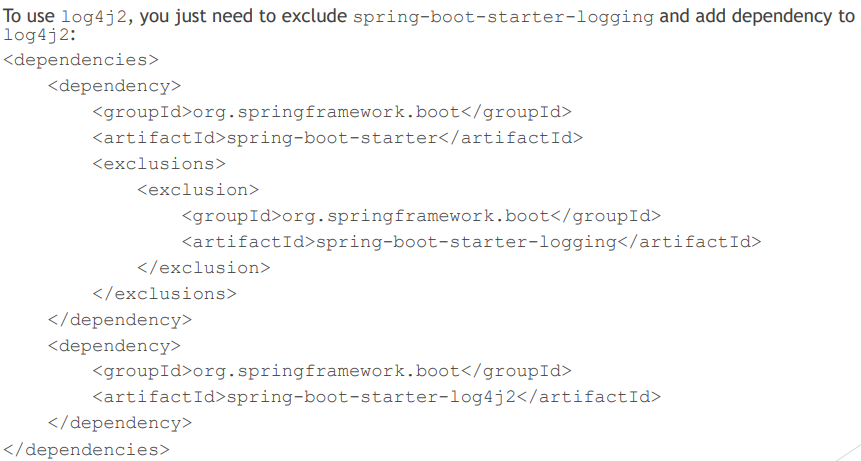 To use log4j2, you just need to exclude spring-boot-starter-logging and add dependency to
log4j2:
<dependencies>
    <dependency>
        <groupId>org.springframework.boot</groupId>
        <artifactId>spring-boot-starter</artifactId>
        <exclusions>
            <exclusion>
                <groupId>org.springframework.boot</groupId>
                <artifactId>spring-boot-starter-logging</artifactId>
            </exclusion>
        </exclusions>
    </dependency>
    <dependency>
        <groupId>org.springframework.boot</groupId>
        <artifactId>spring-boot-starter-log4j2</artifactId>
    </dependency>
</dependencies>